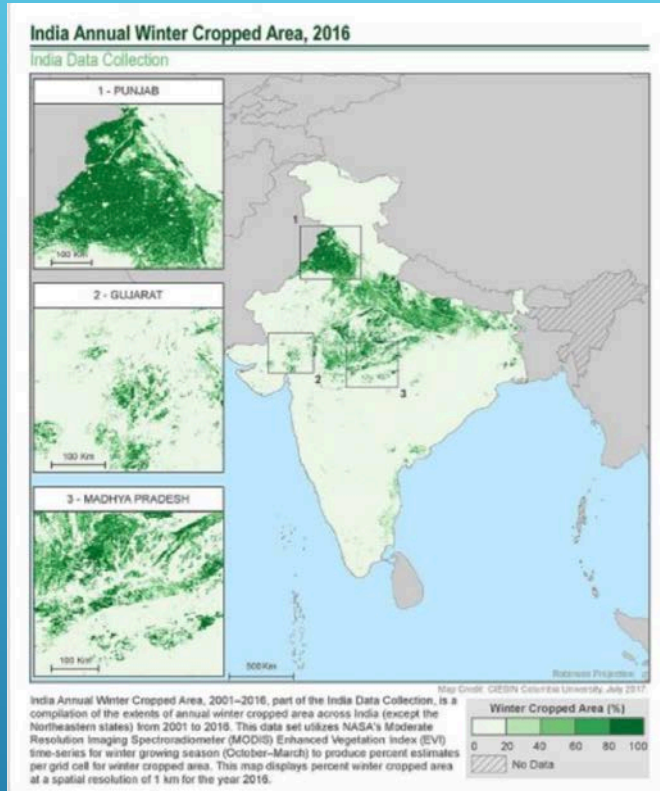 India Annual Winter Cropped Area, 2016
India Data Collection
1 - PUNJAB
100 Km
2 - GUJARAT
100 Km
3 - MADHYA PRADESH
100 Km
1
2
3
500 Km
Robinson Projection
Map Credit: CIESIN Columbia University, July 2017.
India Annual Winter Cropped Area, 2001–2016, part of the India Data Collection, is a
compilation of the extents of annual winter cropped area across India (except the
Northeastern states) from 2001 to 2016. This data set utilizes NASA's Moderate
Resolution Imaging Spectroradiometer (MODIS) Enhanced Vegetation Index (EVI)
time-series for winter growing season (October–March) to produce percent estimates
per grid cell for winter cropped area. This map displays percent winter cropped area
at a spatial resolution of 1 km for the year 2016.
Winter Cropped Area (%)
0 20 40 60 80 100
No Data